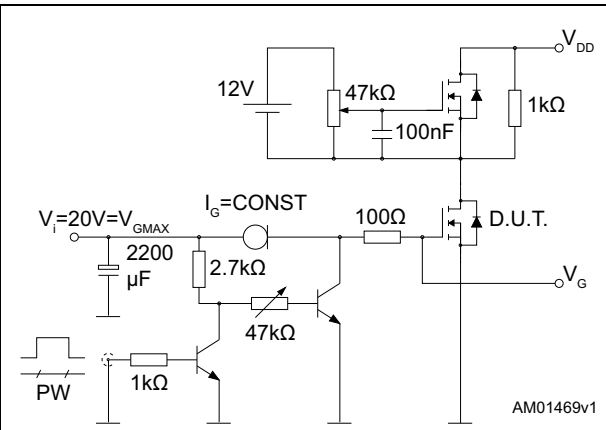 V_DD
12V
47kΩ
1kΩ
100nF
I_G=CONST
100Ω
D.U.T.
V_i=20V=V_GMAX
2200
µF
2.7kΩ
V_G
47kΩ
1kΩ
PW
AM01469v1